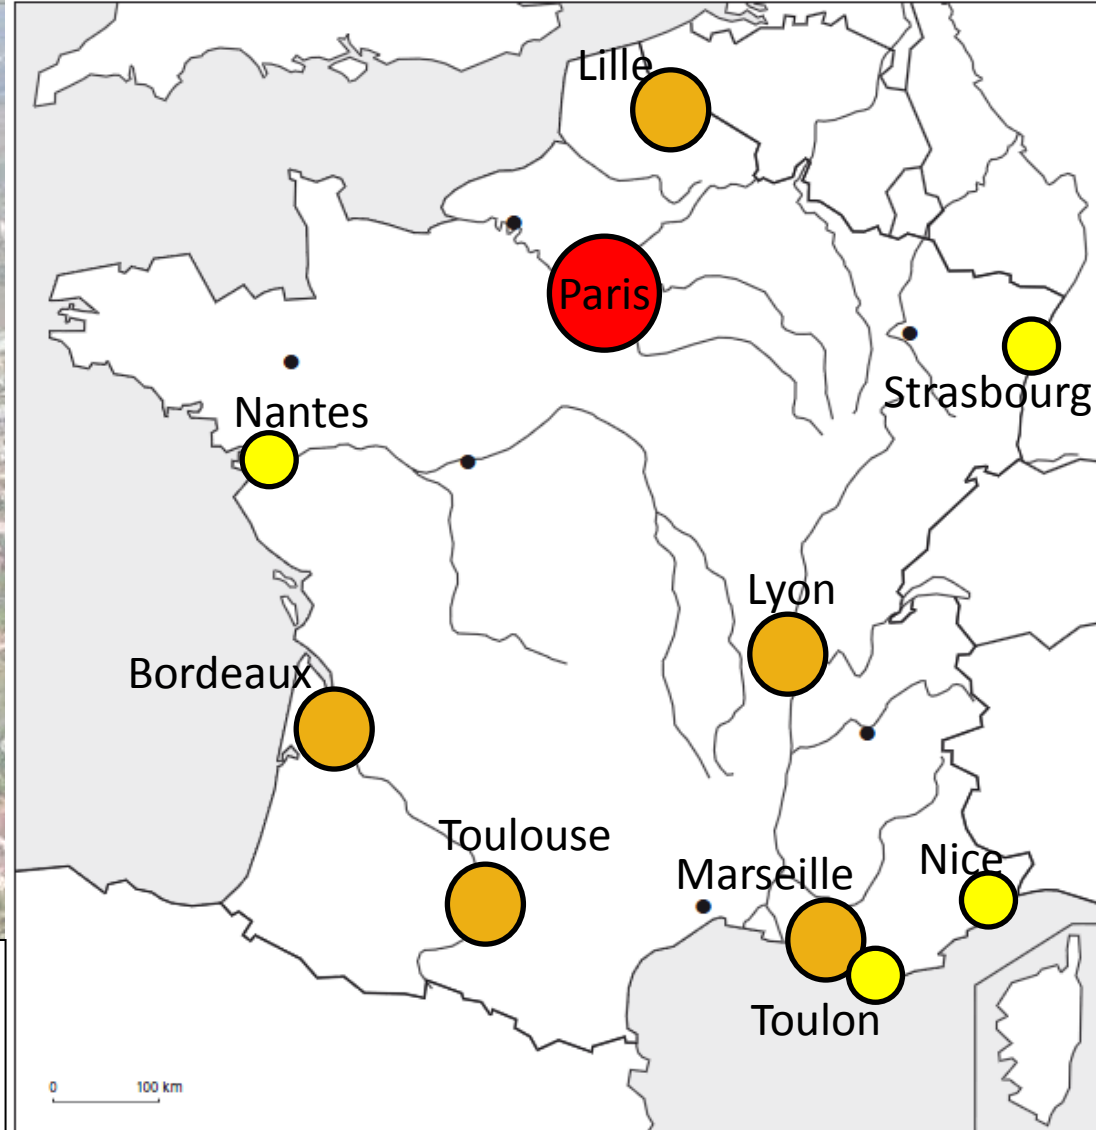 Lille
Paris
Strasbourg
Nantes
Lyon
Bordeaux
Toulouse
Marseille
Nice
Toulon
0 100 km